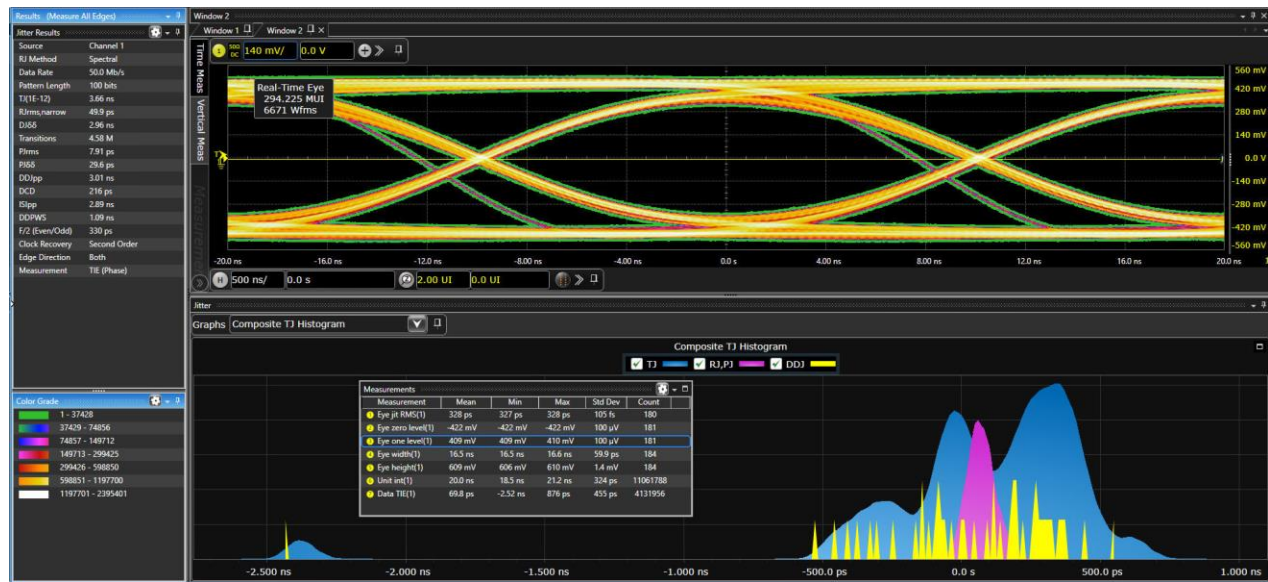 Results (Measure All Edges)
Jitter Results
Source Channel 1
RJ Method Spectral
Data Rate 50.0 Mb/s
Pattern Length 100 bits
TJ(1E-12) 3.66 ns
RJrms,narrow 49.9 ps
DJδδ 2.96 ns
Transitions 4.58 M
PJrms 7.91 ps
PJδδ 29.6 ps
DDJpp 3.01 ns
DCD 216 ps
ISIpp 2.89 ns
DDPWS 1.09 ns
F/2 (Even/Odd) 330 ps
Clock Recovery Second Order
Edge Direction Both
Measurement TIE (Phase)
Color Grade
1 - 37428
37429 - 74856
74857 - 149712
149713 - 299425
299426 - 598850
598851 - 1197700
1197701 - 2395401
Window 2
Window 1 Window 2
Time Meas
Vertical Meas
Measurements
1 50Ω DC 140 mV/ 0.0 V
Real-Time Eye
294.225 MUI
6671 Wfms
560 mV
420 mV
280 mV
140 mV
0.0 V
-140 mV
-280 mV
-420 mV
-560 mV
-20.0 ns -16.0 ns -12.0 ns -8.00 ns -4.00 ns 0.0 s 4.00 ns 8.00 ns 12.0 ns 16.0 ns 20.0 ns
H 500 ns/ 0.0 s 2.00 UI 0.0 UI
Jitter
Graphs Composite TJ Histogram
Composite TJ Histogram
TJ RJ,PJ DDJ
Measurements
Measurement Mean Min Max Std Dev Count
1 Eye jit RMS(1) 328 ps 327 ps 328 ps 105 fs 180
2 Eye zero level(1) -422 mV -422 mV -422 mV 100 µV 181
3 Eye one level(1) 409 mV 409 mV 410 mV 100 µV 181
4 Eye width(1) 16.5 ns 16.5 ns 16.6 ns 59.9 ps 184
5 Eye height(1) 609 mV 606 mV 610 mV 1.4 mV 184
6 Unit int(1) 20.0 ns 18.5 ns 21.2 ns 324 ps 11061788
7 Data TIE(1) 69.8 ps -2.52 ns 876 ps 455 ps 4131956
-2.500 ns -2.000 ns -1.500 ns -1.000 ns -500.0 ps 0.0 s 500.0 ps 1.000 ns